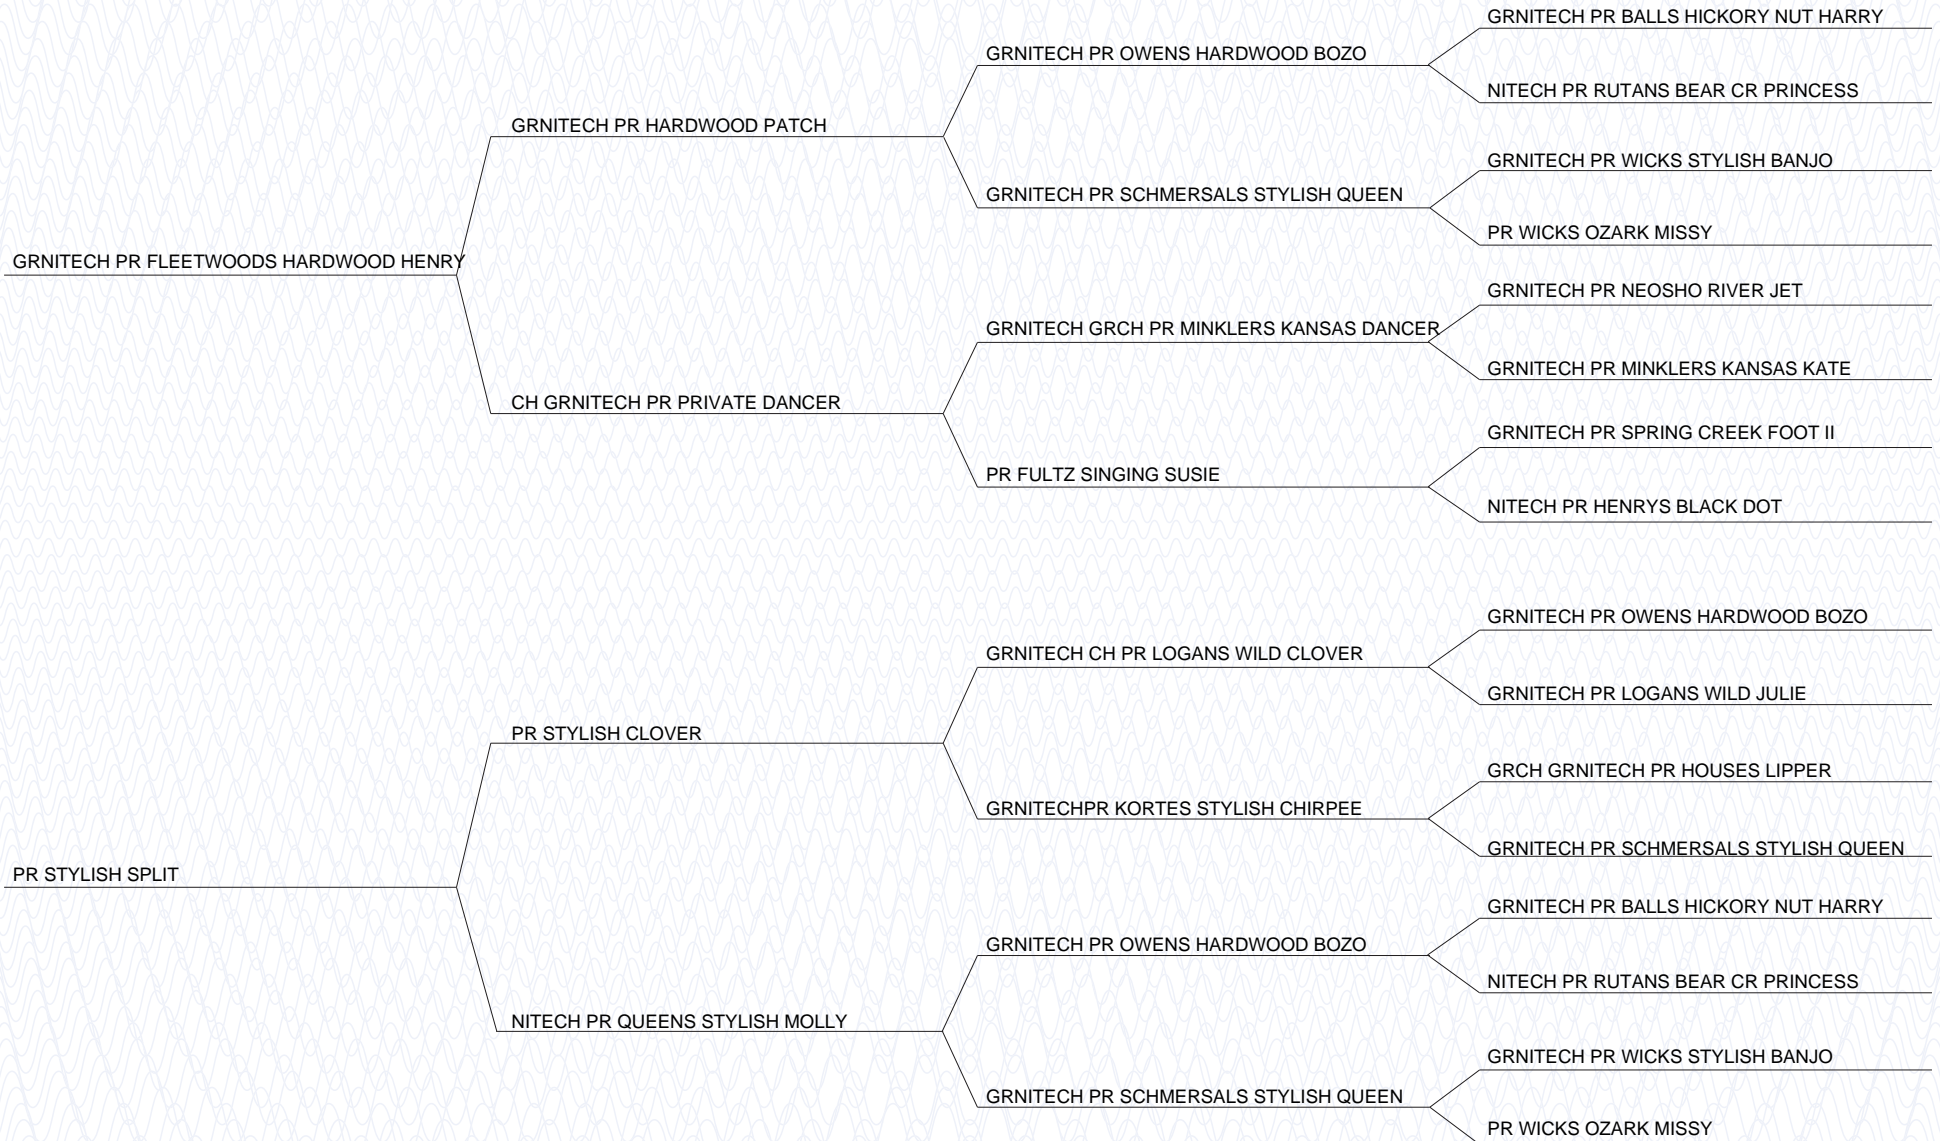 GRNITECH PR BALLS HICKORY NUT HARRY
GRNITECH PR OWENS HARDWOOD BOZO
NITECH PR RUTANS BEAR CR PRINCESS
GRNITECH PR HARDWOOD PATCH
GRNITECH PR WICKS STYLISH BANJO
GRNITECH PR SCHMERSALS STYLISH QUEEN
PR WICKS OZARK MISSY
GRNITECH PR FLEETWOODS HARDWOOD HENRY
GRNITECH PR NEOSHO RIVER JET
GRNITECH GRCH PR MINKLERS KANSAS DANCER
GRNITECH PR MINKLERS KANSAS KATE
CH GRNITECH PR PRIVATE DANCER
GRNITECH PR SPRING CREEK FOOT II
PR FULTZ SINGING SUSIE
NITECH PR HENRYS BLACK DOT
GRNITECH PR OWENS HARDWOOD BOZO
GRNITECH CH PR LOGANS WILD CLOVER
GRNITECH PR LOGANS WILD JULIE
PR STYLISH CLOVER
GRCH GRNITECH PR HOUSES LIPPER
GRNITECHPR KORTES STYLISH CHIRPEE
GRNITECH PR SCHMERSALS STYLISH QUEEN
PR STYLISH SPLIT
GRNITECH PR BALLS HICKORY NUT HARRY
GRNITECH PR OWENS HARDWOOD BOZO
NITECH PR RUTANS BEAR CR PRINCESS
NITECH PR QUEENS STYLISH MOLLY
GRNITECH PR WICKS STYLISH BANJO
GRNITECH PR SCHMERSALS STYLISH QUEEN
PR WICKS OZARK MISSY